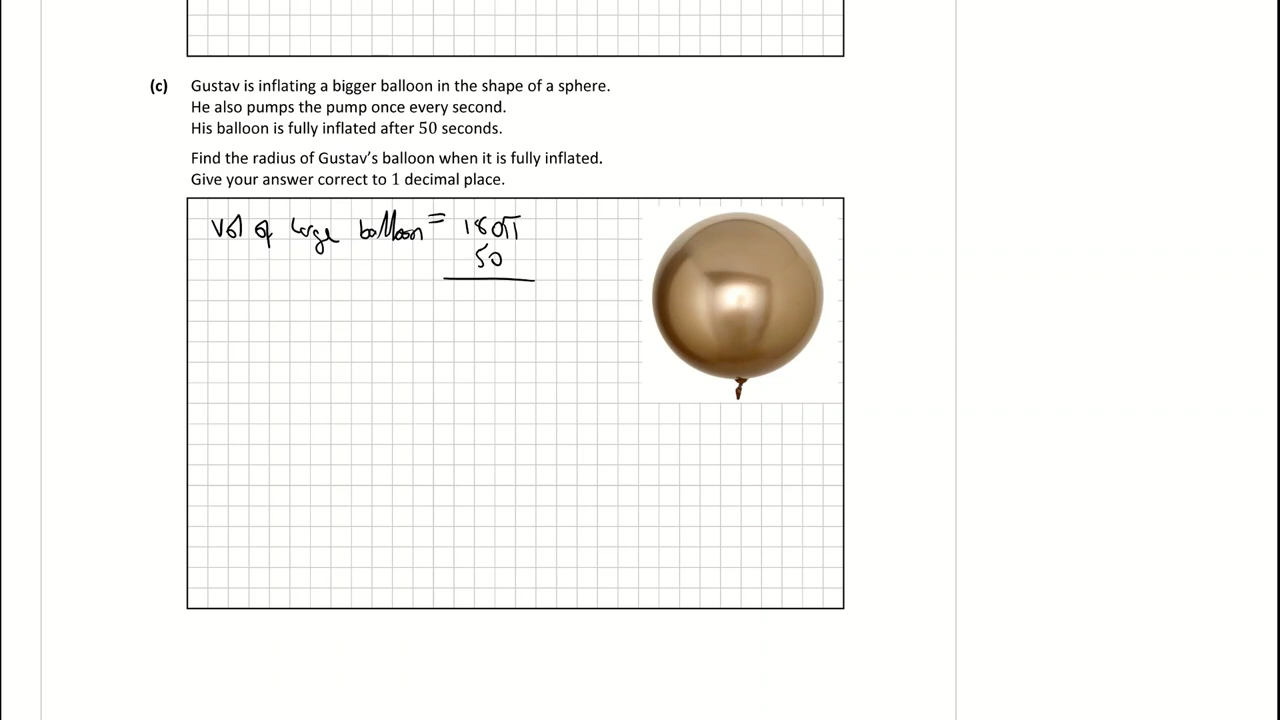 (c) Gustav is inflating a bigger balloon in the shape of a sphere.
He also pumps the pump once every second.
His balloon is fully inflated after 50 seconds.
Find the radius of Gustav's balloon when it is fully inflated.
Give your answer correct to 1 decimal place.
Vol of large balloon = 180π
50